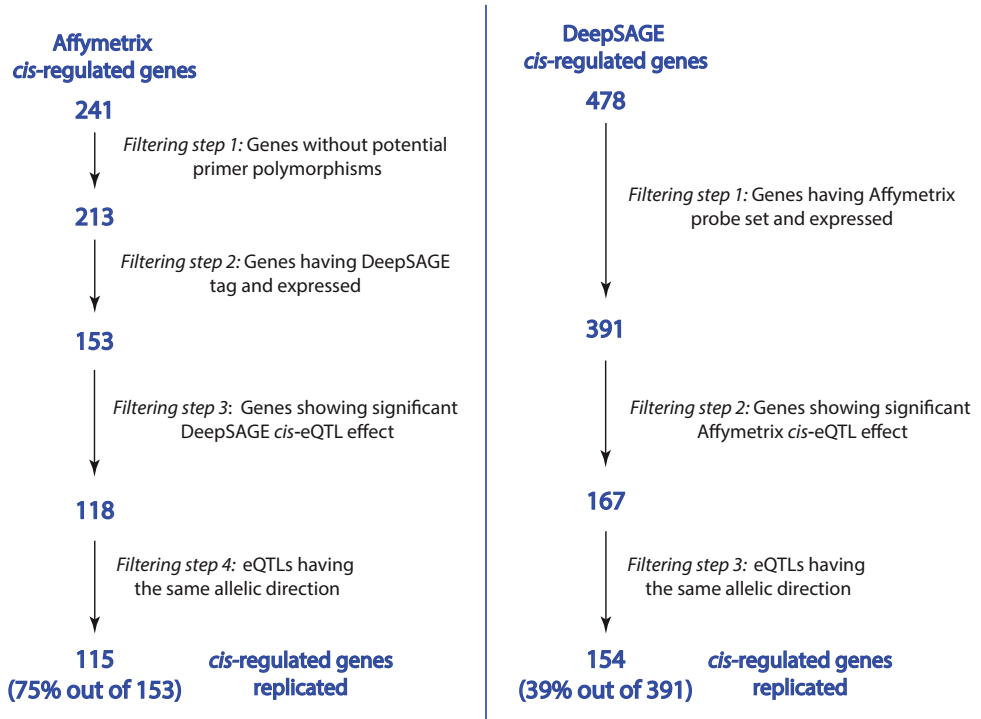 Affymetrix
cis-regulated genes
241
Filtering step 1: Genes without potential
primer polymorphisms
213
Filtering step 2: Genes having DeepSAGE
tag and expressed
153
Filtering step 3:  Genes showing significant
DeepSAGE cis-eQTL effect
118
Filtering step 4:  eQTLs having
the same allelic direction
115
(75% out of 153)
cis-regulated genes
replicated
DeepSAGE
cis-regulated genes
478
Filtering step 1: Genes having Affymetrix
probe set and expressed
391
Filtering step 2: Genes showing significant
Affymetrix cis-eQTL effect
167
Filtering step 3:  eQTLs having
the same allelic direction
154
(39% out of 391)
cis-regulated genes
replicated